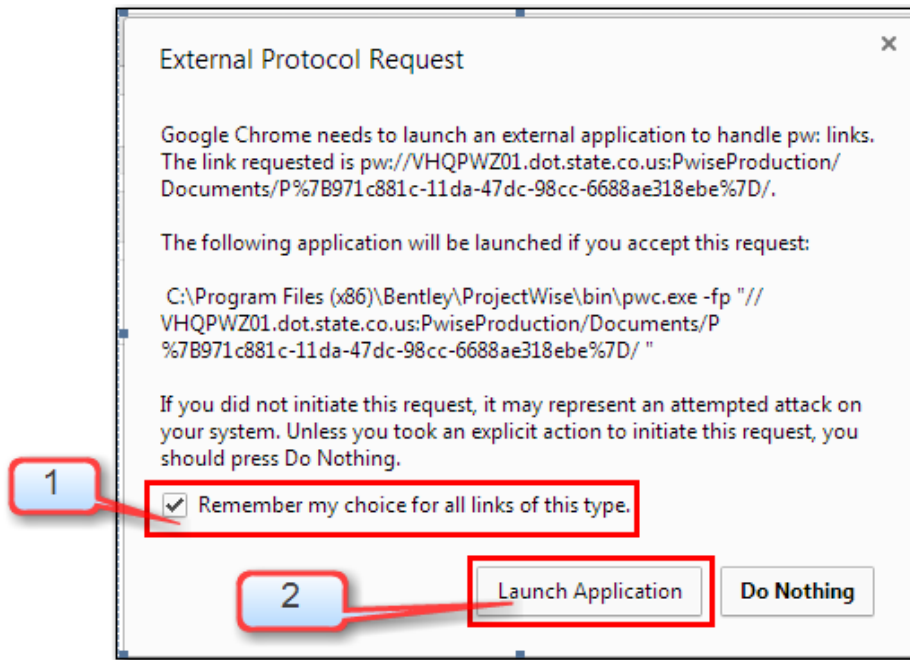 External Protocol Request
×
Google Chrome needs to launch an external application to handle pw: links.
The link requested is pw://VHQPWZ01.dot.state.co.us:PwiseProduction/
Documents/P%7B971c881c-11da-47dc-98cc-6688ae318ebe%7D/.
The following application will be launched if you accept this request:
C:\Program Files (x86)\Bentley\ProjectWise\bin\pwc.exe -fp "//
VHQPWZ01.dot.state.co.us:PwiseProduction/Documents/P
%7B971c881c-11da-47dc-98cc-6688ae318ebe%7D/ "
If you did not initiate this request, it may represent an attempted attack on
your system. Unless you took an explicit action to initiate this request, you
should press Do Nothing.
1
Remember my choice for all links of this type.
2
Launch Application
Do Nothing